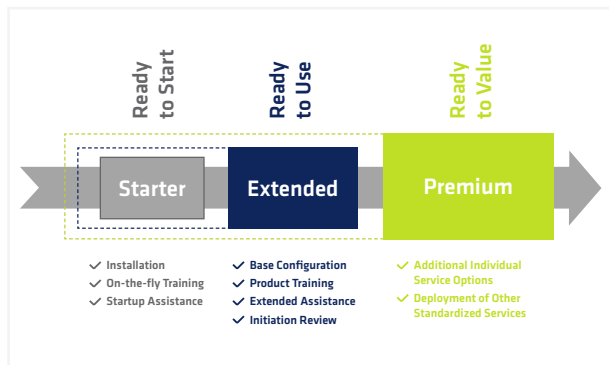 Ready
to Start
Ready
to Use
Ready
to Value
Starter
Extended
Premium
Installation
On-the-fly Training
Startup Assistance
Base Configuration
Product Training
Extended Assistance
Initiation Review
Additional Individual
Service Options
Deployment of Other
Standardized Services